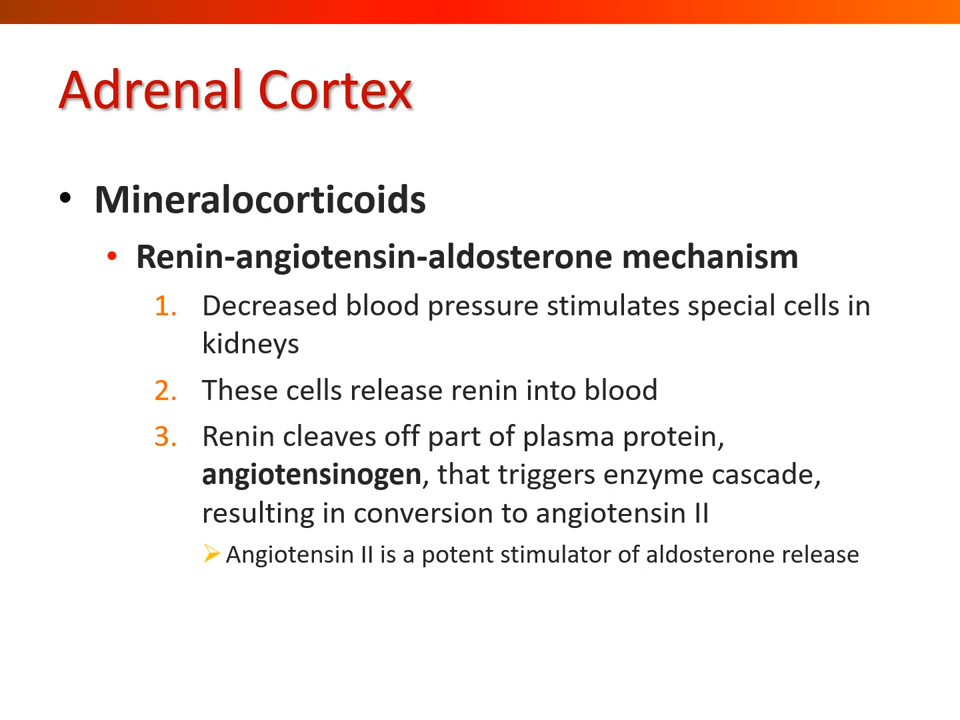 Adrenal Cortex
• Mineralocorticoids
• Renin-angiotensin-aldosterone mechanism
1. Decreased blood pressure stimulates special cells in
kidneys
2. These cells release renin into blood
3. Renin cleaves off part of plasma protein,
angiotensinogen, that triggers enzyme cascade,
resulting in conversion to angiotensin II
➢ Angiotensin II is a potent stimulator of aldosterone release